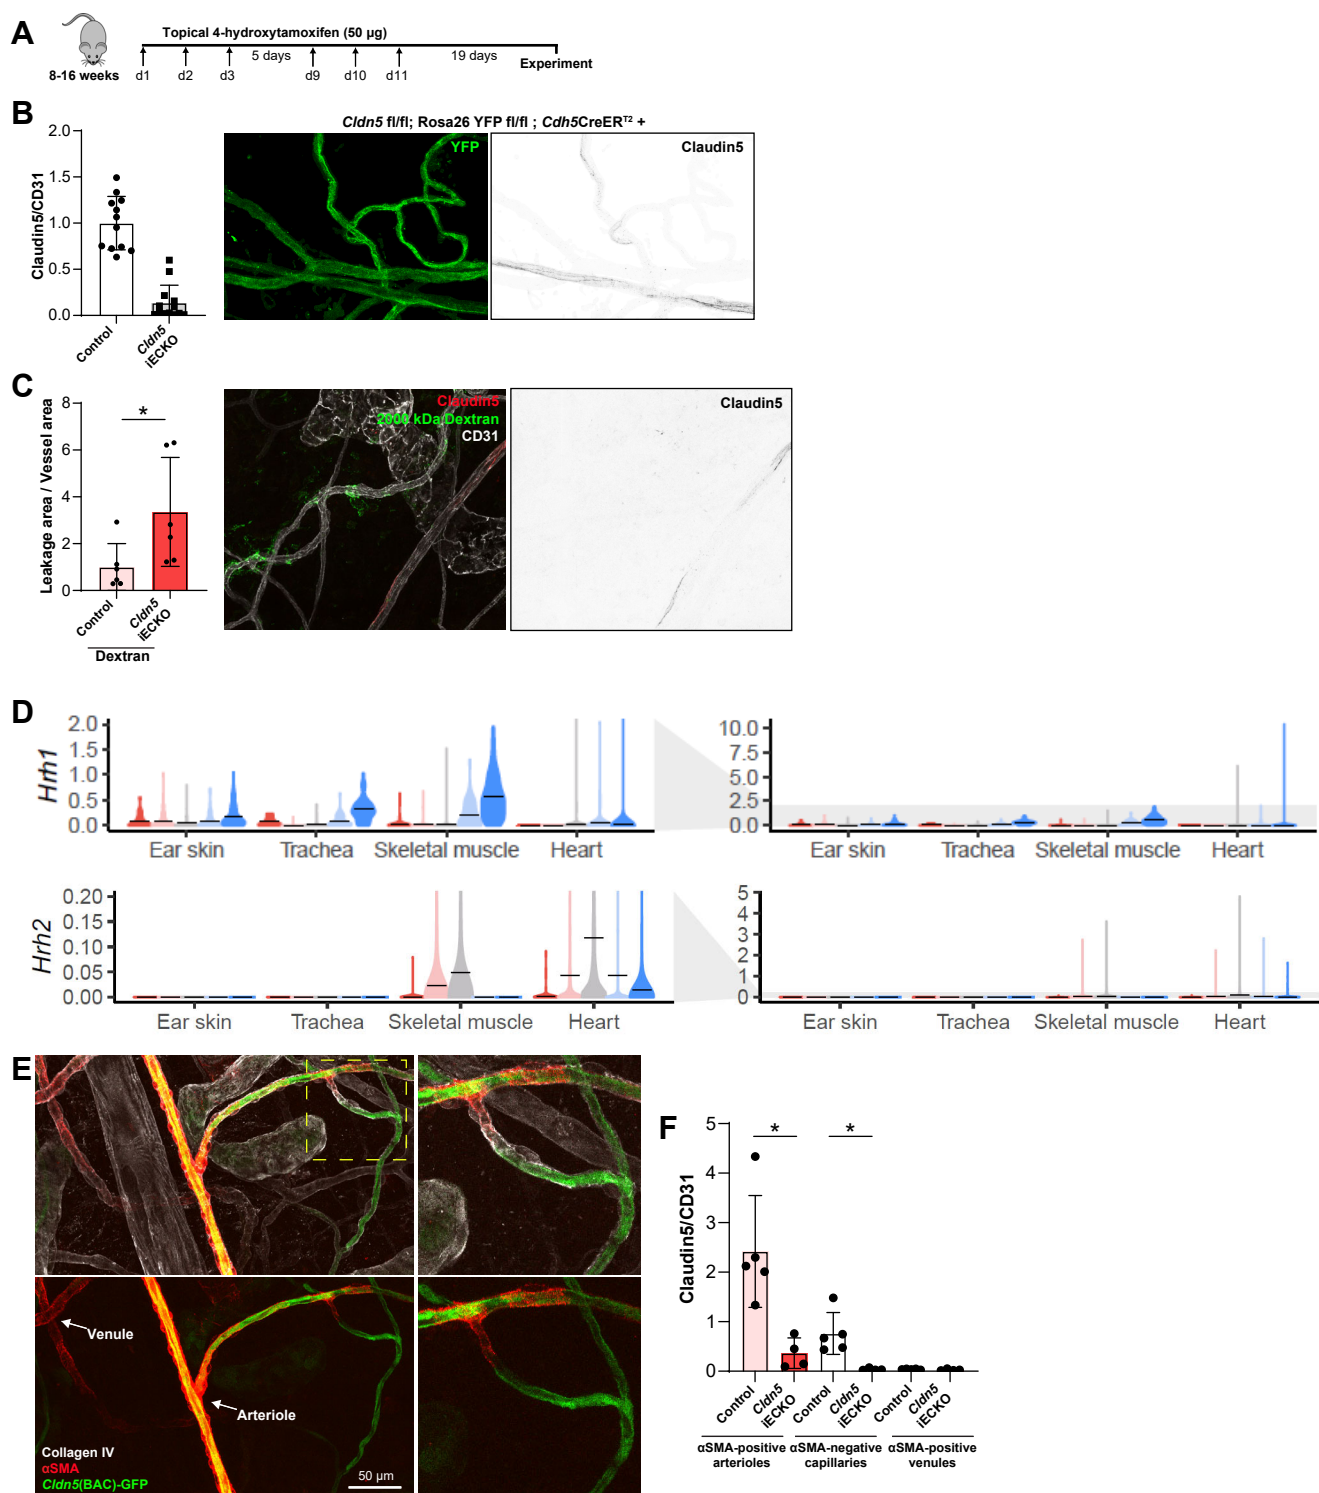 A
Topical 4-hydroxytamoxifen (50 µg)
5 days
19 days
8-16 weeks
d1
d2
d3
d9
d10
d11
Experiment
B
Cldn5 fl/fl; Rosa26 YFP fl/fl ; Cdh5CreERT2 +
Claudin5/CD31
2.0
1.5
1.0
0.5
0.0
Control
Cldn5
iECKO
YFP
Claudin5
C
Leakage area / Vessel area
8
6
4
2
0
*
Control
Cldn5
iECKO
Dextran
Claudin5
2000 kDa Dextran
CD31
Claudin5
D
Hrh1
2.0
1.5
1.0
0.5
0.0
Ear skin
Trachea
Skeletal muscle
Heart
10.0
7.5
5.0
2.5
0.0
Ear skin
Trachea
Skeletal muscle
Heart
Hrh2
0.20
0.15
0.10
0.05
0.00
Ear skin
Trachea
Skeletal muscle
Heart
5
4
3
2
1
0
Ear skin
Trachea
Skeletal muscle
Heart
E
Venule
Arteriole
Collagen IV
αSMA
Cldn5(BAC)-GFP
50 µm
F
Claudin5/CD31
5
4
3
2
1
0
*
*
Control
Cldn5
iECKO
Control
Cldn5
iECKO
Control
Cldn5
iECKO
αSMA-positive
arterioles
αSMA-negative
capillaries
αSMA-positive
venules